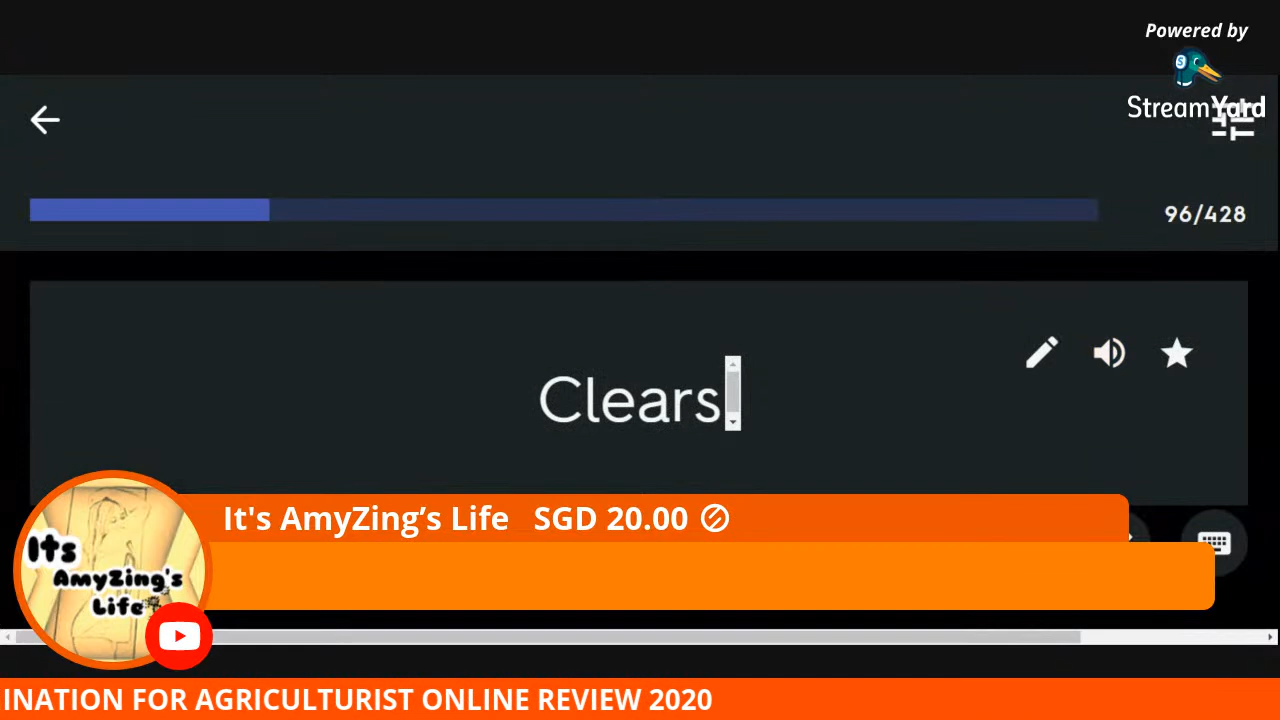 Powered by
StreamYard
96/428
Clears
It's AmyZing's Life SGD 20.00
Its
AmyZing's
Life
INATION FOR AGRICULTURIST ONLINE REVIEW 2020